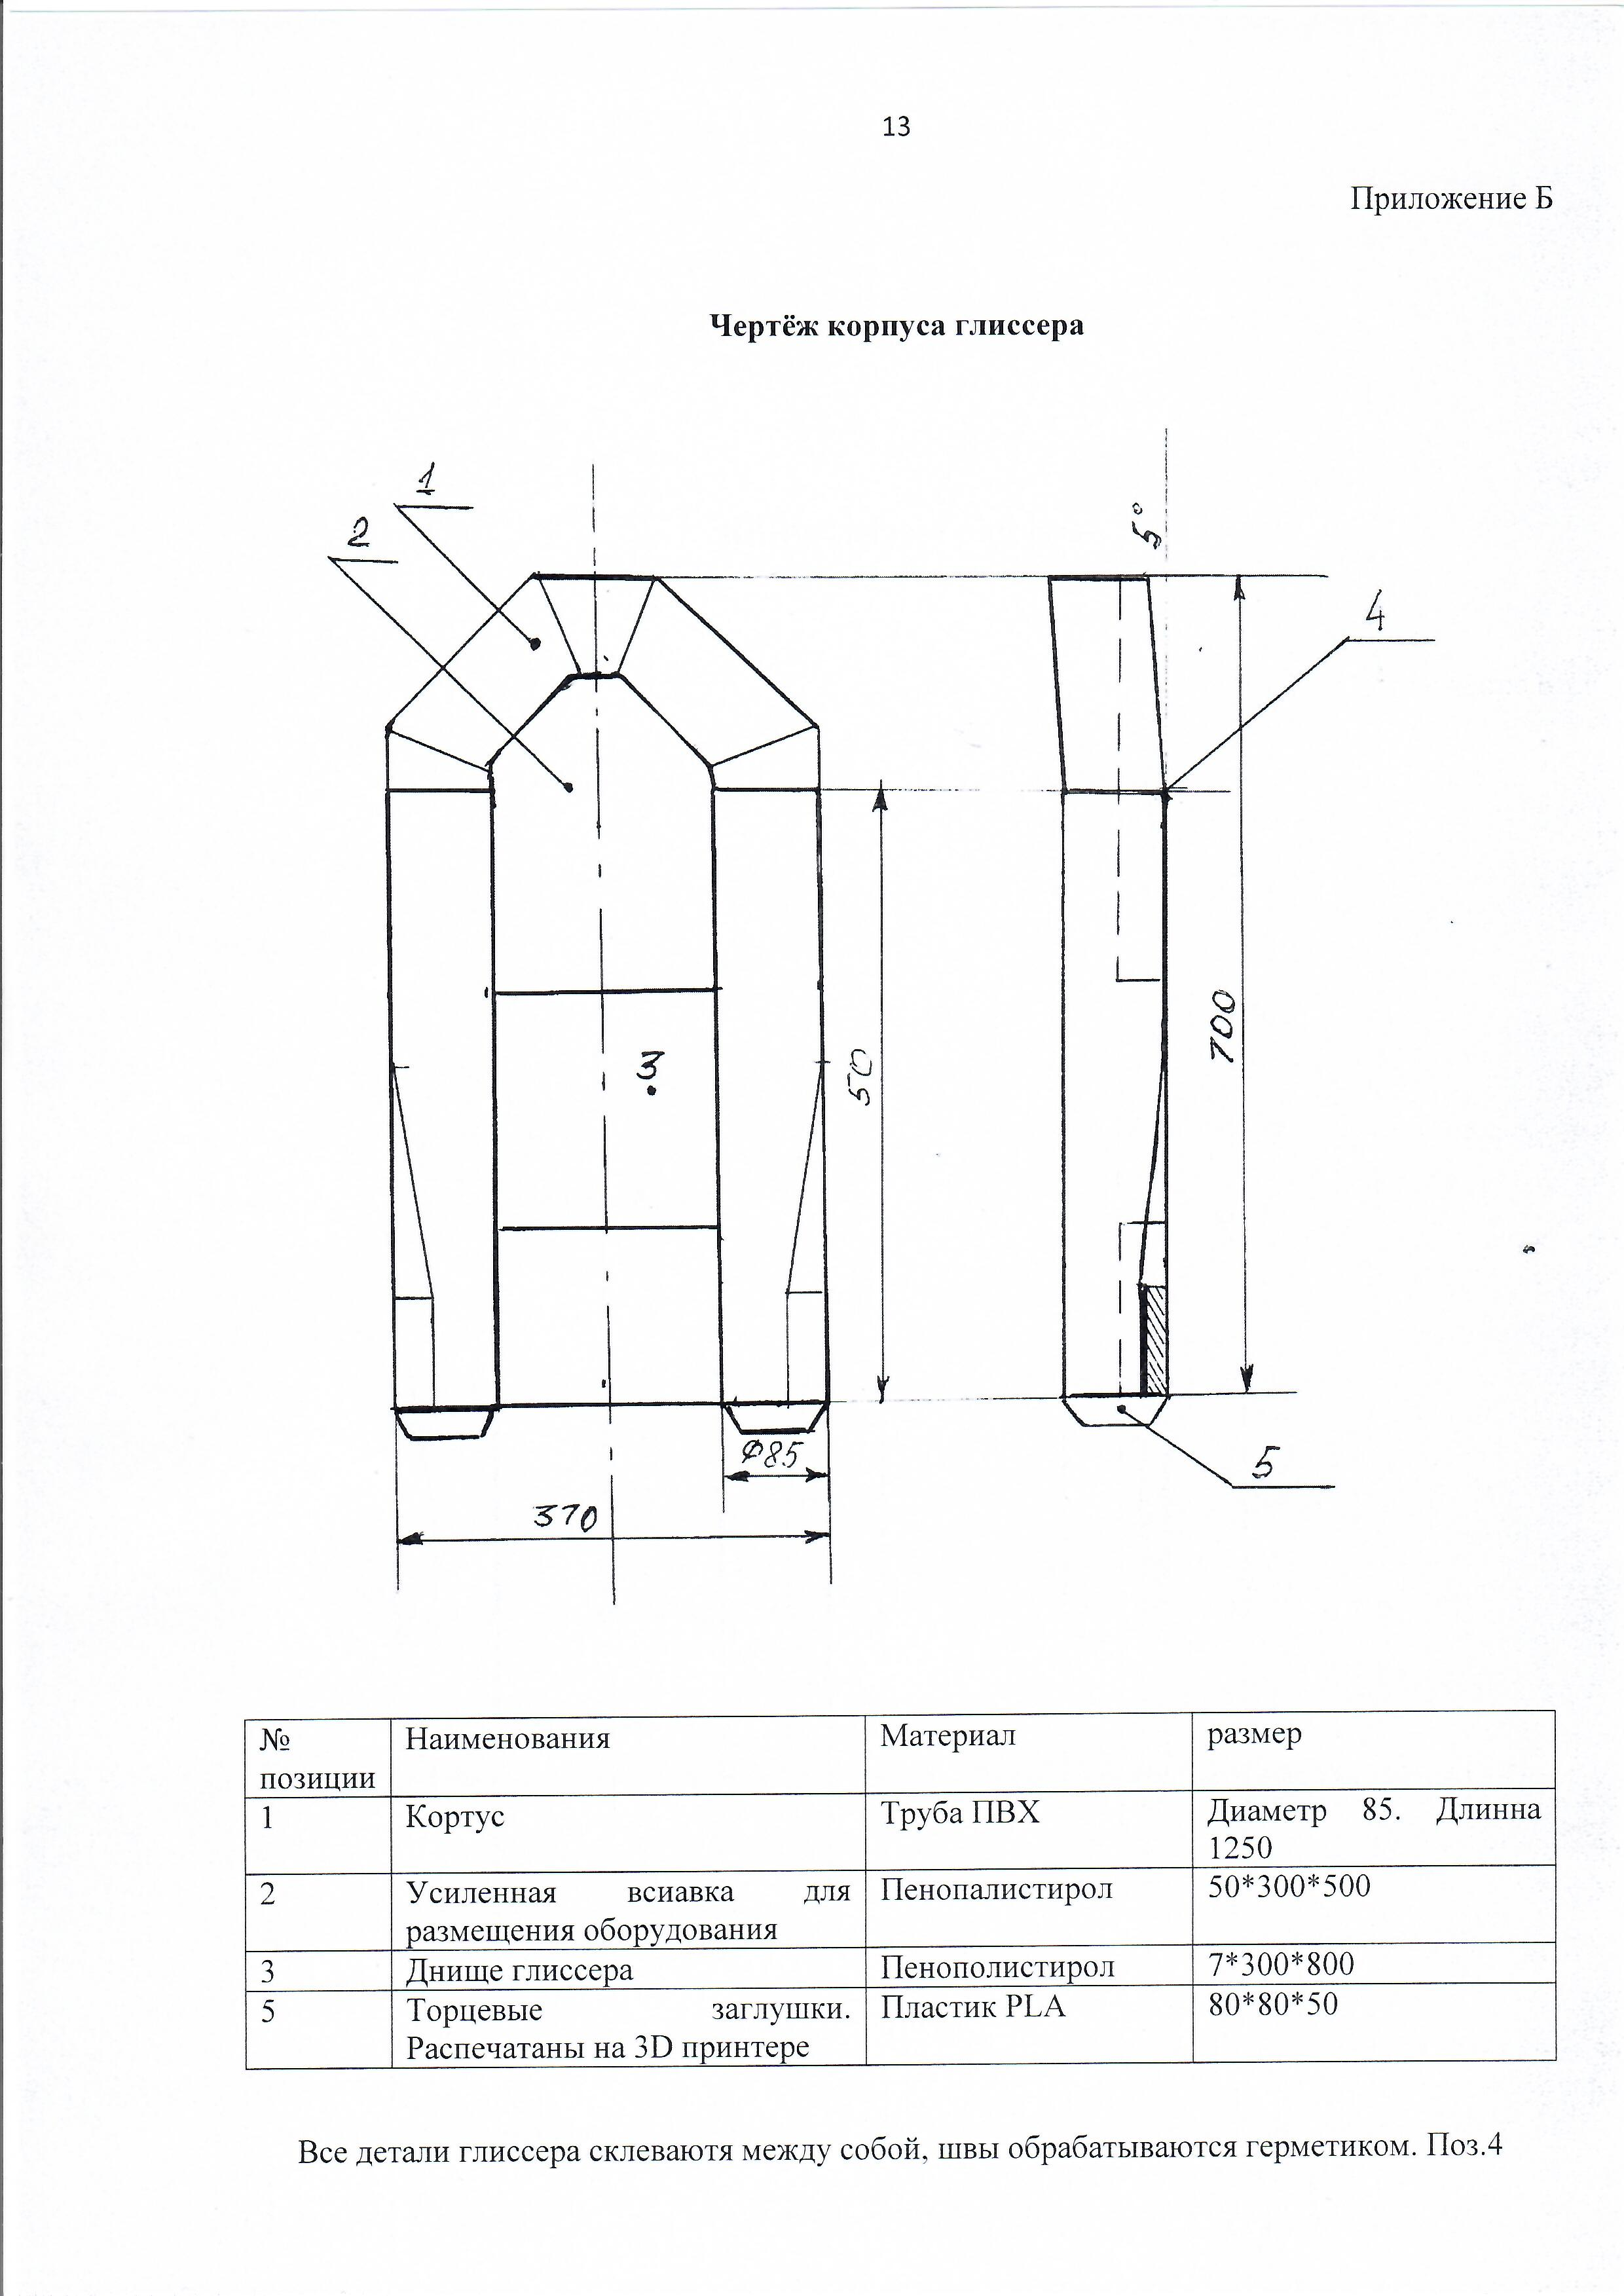 13
Приложение Б
Чертёж корпуса глиссера
1
2
5°
4
3
50
700
5
Ф85
370
№ позиции
Наименования
Материал
размер
1
Кортус
Труба ПВХ
Диаметр 85. Длинна
1250
2
Усиленная всиавка для
размещения оборудования
Пенопалистирол
50*300*500
3
Днище глиссера
Пенополистирол
7*300*800
5
Торцевые заглушки.
Распечатаны на 3D принтере
Пластик PLA
80*80*50
Все детали глиссера склеваютя между собой, швы обрабатываются герметиком. Поз.4